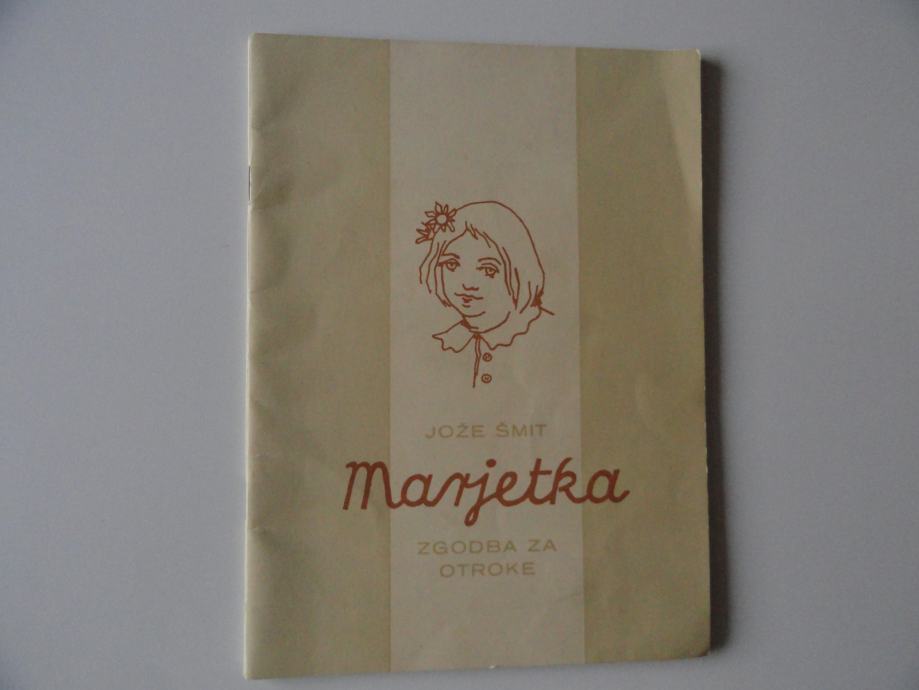 JOŽE ŠMIT
Marjetka
ZGODBA ZA
OTROKE